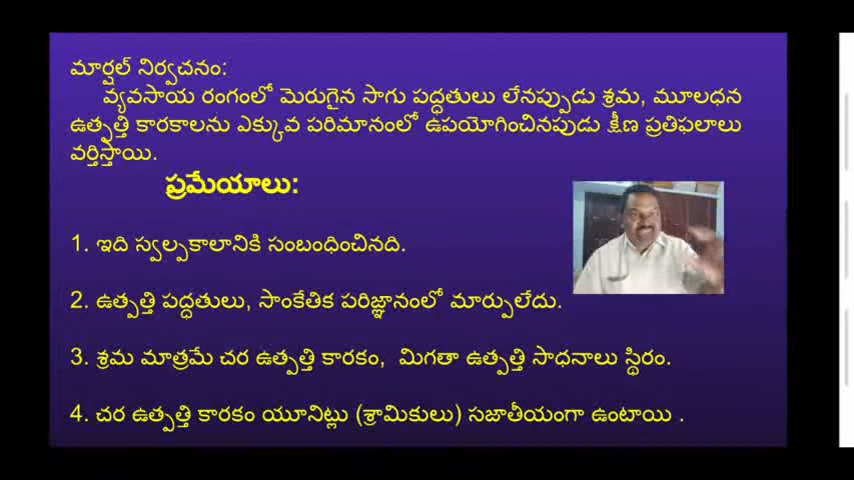 మార్షల్ నిర్వచనం:
వ్యవసాయ రంగంలో మెరుగైన సాగు పద్ధతులు లేనప్పుడు శ్రమ, మూలధన
ఉత్పత్తి కారకాలను ఎక్కువ పరిమానంలో ఉపయోగించినపుడు క్షీణ ప్రతిఫలాలు
వర్తిస్తాయి.
ప్రమేయాలు:
1. ఇది స్వల్పకాలానికి సంబంధించినది.
2. ఉత్పత్తి పద్ధతులు, సాంకేతిక పరిజ్ఞానంలో మార్పులేదు.
3. శ్రమ మాత్రమే చర ఉత్పత్తి కారకం, మిగతా ఉత్పత్తి సాధనాలు స్థిరం.
4. చర ఉత్పత్తి కారకం యూనిట్లు (శ్రామికులు) సజాతీయంగా ఉంటాయి .